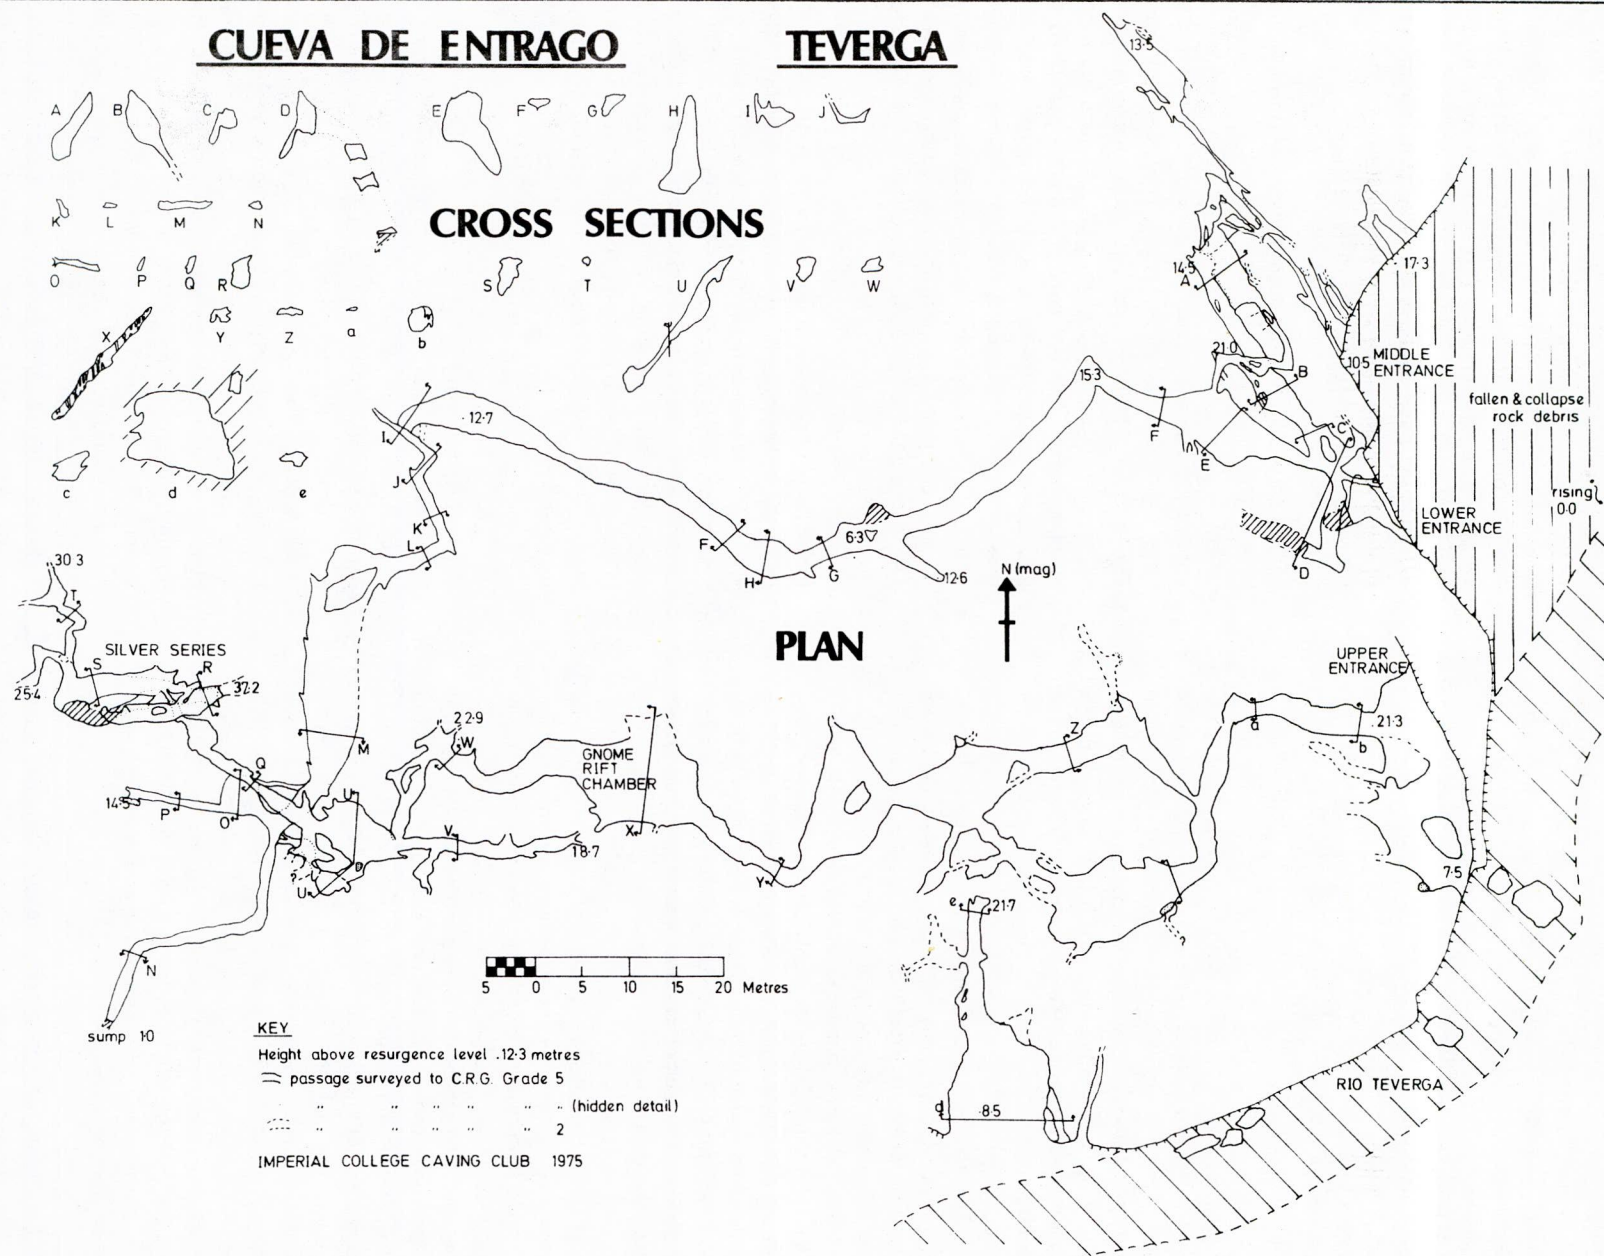 CUEVA DE ENTRAGO TEVERGA
A B C D E F G H I J
K L M N
CROSS SECTIONS
O P Q R S T U V W
X Y Z a b
c d e
13.5
17.3
14.5
A
21.0
10.5 MIDDLE
ENTRANCE
B
fallen & collapse
rock debris
15.3
12.7
I
F
C
E
J
K
L
rising
0.0
LOWER
ENTRANCE
6.3
F
H
G
12.6
D
N (mag)
30.3
T
PLAN
SILVER SERIES
S
R
25.4
37.2
UPPER
ENTRANCE
21.3
a
b
22.9
W
M
GNOME
RIFT
CHAMBER
Z
Q
14.5
P
O
U
V
18.7
X
Y
U
7.5
e
21.7
N
sump 1.0
5 0 5 10 15 20 Metres
KEY
Height above resurgence level .12.3 metres
passage surveyed to C.R.G. Grade 5
" " " " " " (hidden detail)
" " " " " 2
IMPERIAL COLLEGE CAVING CLUB 1975
d
8.5
RIO TEVERGA